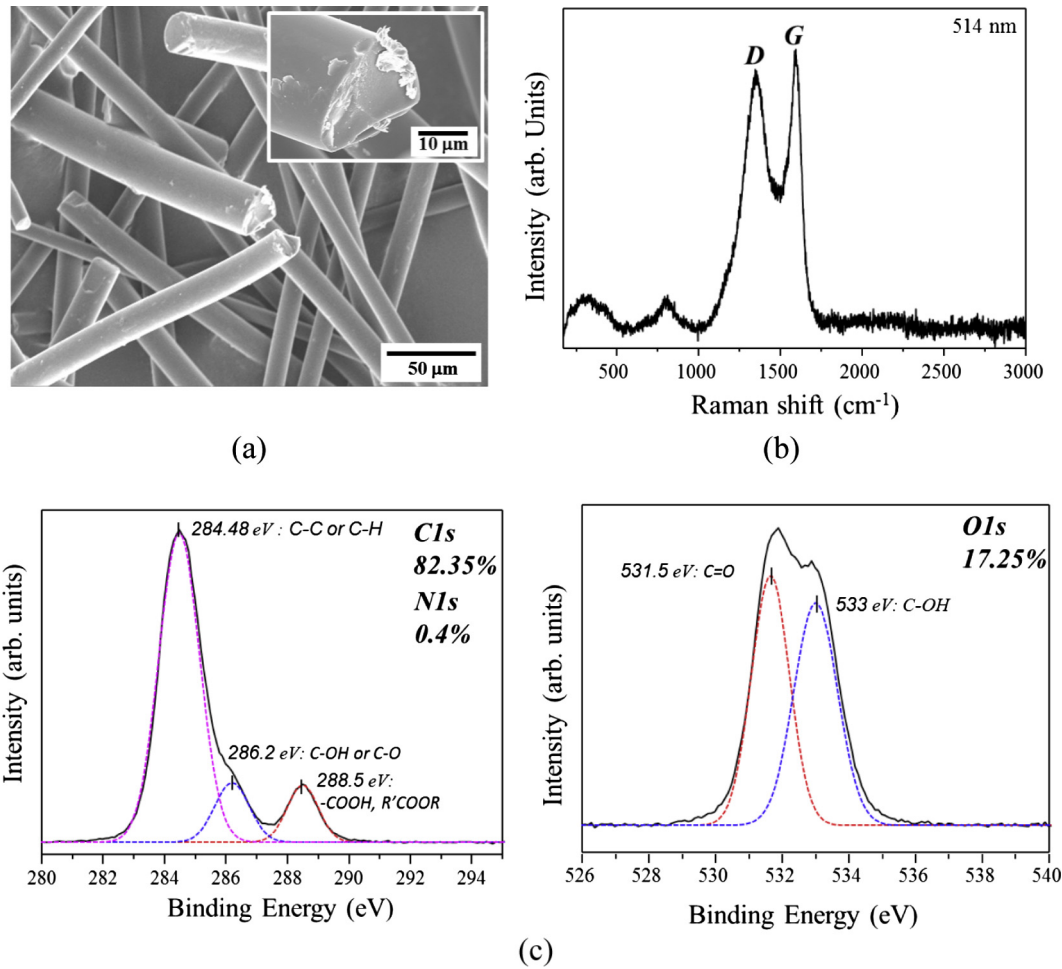 10 μm
50 μm
(a)
514 nm
D
G
Intensity (arb. Units)
500 1000 1500 2000 2500 3000
Raman shift (cm-1)
(b)
284.48 eV : C-C or C-H
C1s
82.35%
N1s
0.4%
286.2 eV: C-OH or C-O
288.5 eV:
-COOH, R'COOR
Intensity (arb. units)
280 282 284 286 288 290 292 294
Binding Energy (eV)
O1s
17.25%
531.5 eV: C=O
533 eV: C-OH
Intensity (arb. units)
526 528 530 532 534 536 538 540
Binding Energy (eV)
(c)